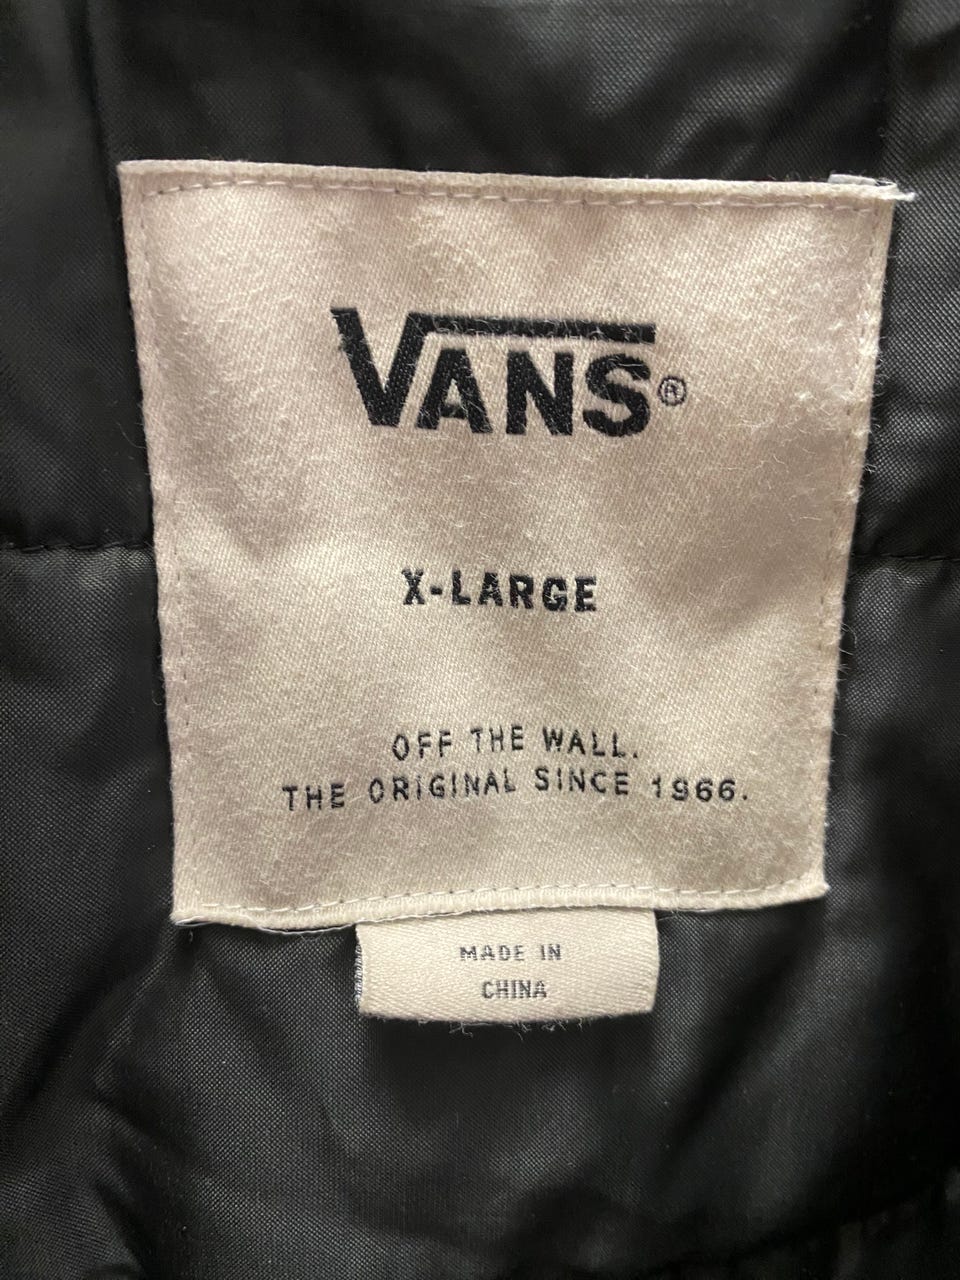 VANS®
X-LARGE
OFF THE WALL.
THE ORIGINAL SINCE 1966.
MADE IN
CHINA